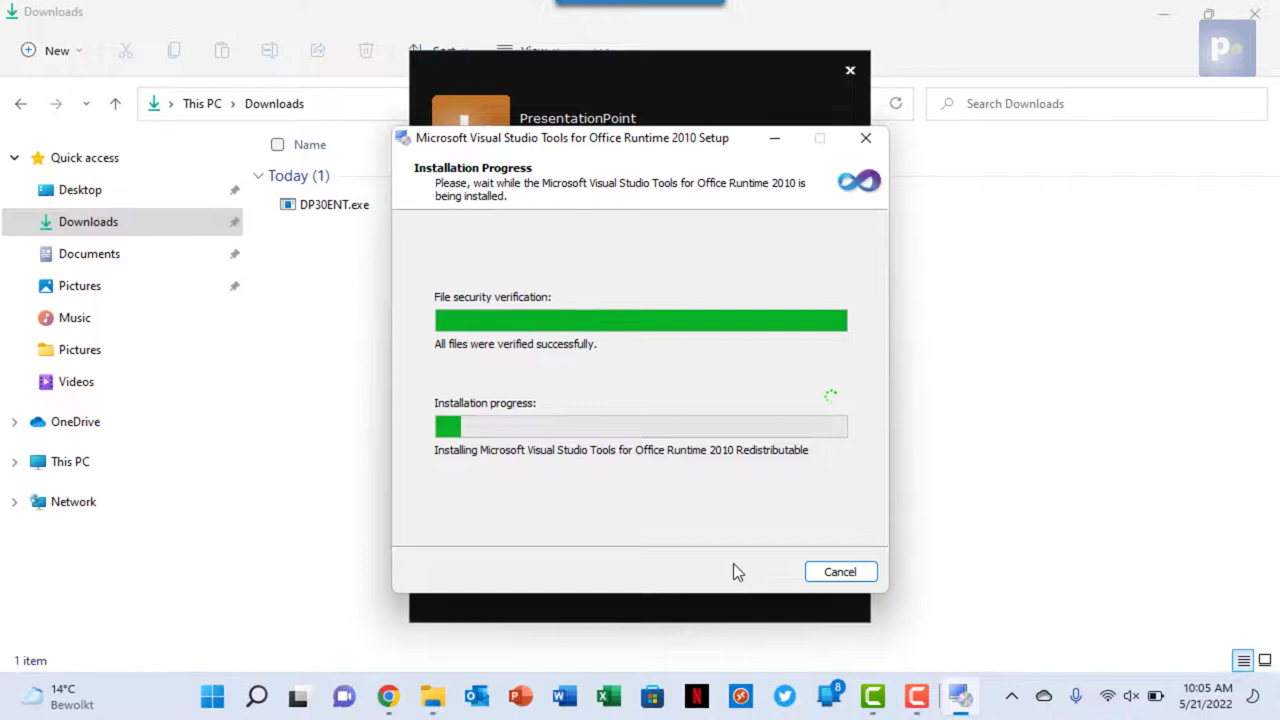 Downloads
New
Sort
View
p
This PC
Downloads
Search Downloads
PresentationPoint
Microsoft Visual Studio Tools for Office Runtime 2010 Setup
Installation Progress
Please, wait while the Microsoft Visual Studio Tools for Office Runtime 2010 is
being installed.
Name
Today (1)
DP30ENT.exe
Quick access
Desktop
Downloads
Documents
Pictures
Music
Pictures
Videos
OneDrive
This PC
Network
File security verification:
All files were verified successfully.
Installation progress:
Installing Microsoft Visual Studio Tools for Office Runtime 2010 Redistributable
Cancel
1 item
14°C
Bewolkt
8
10:05 AM
5/21/2022